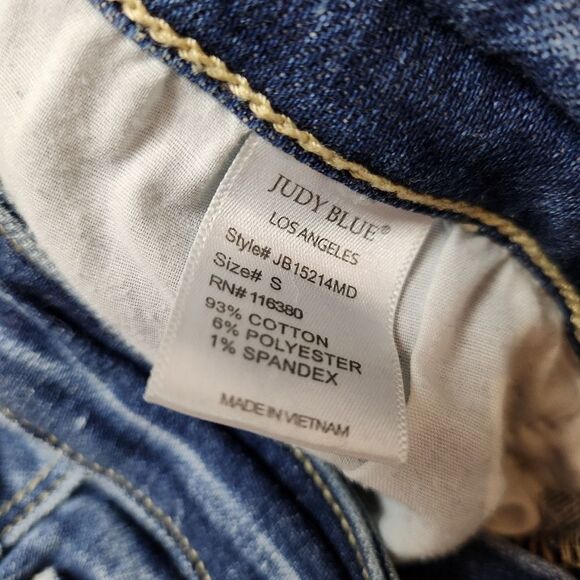 JUDY BLUE®
LOS ANGELES
Style# JB15214MD
Size# S
RN# 116380
93% COTTON
6% POLYESTER
1% SPANDEX
MADE IN VIETNAM